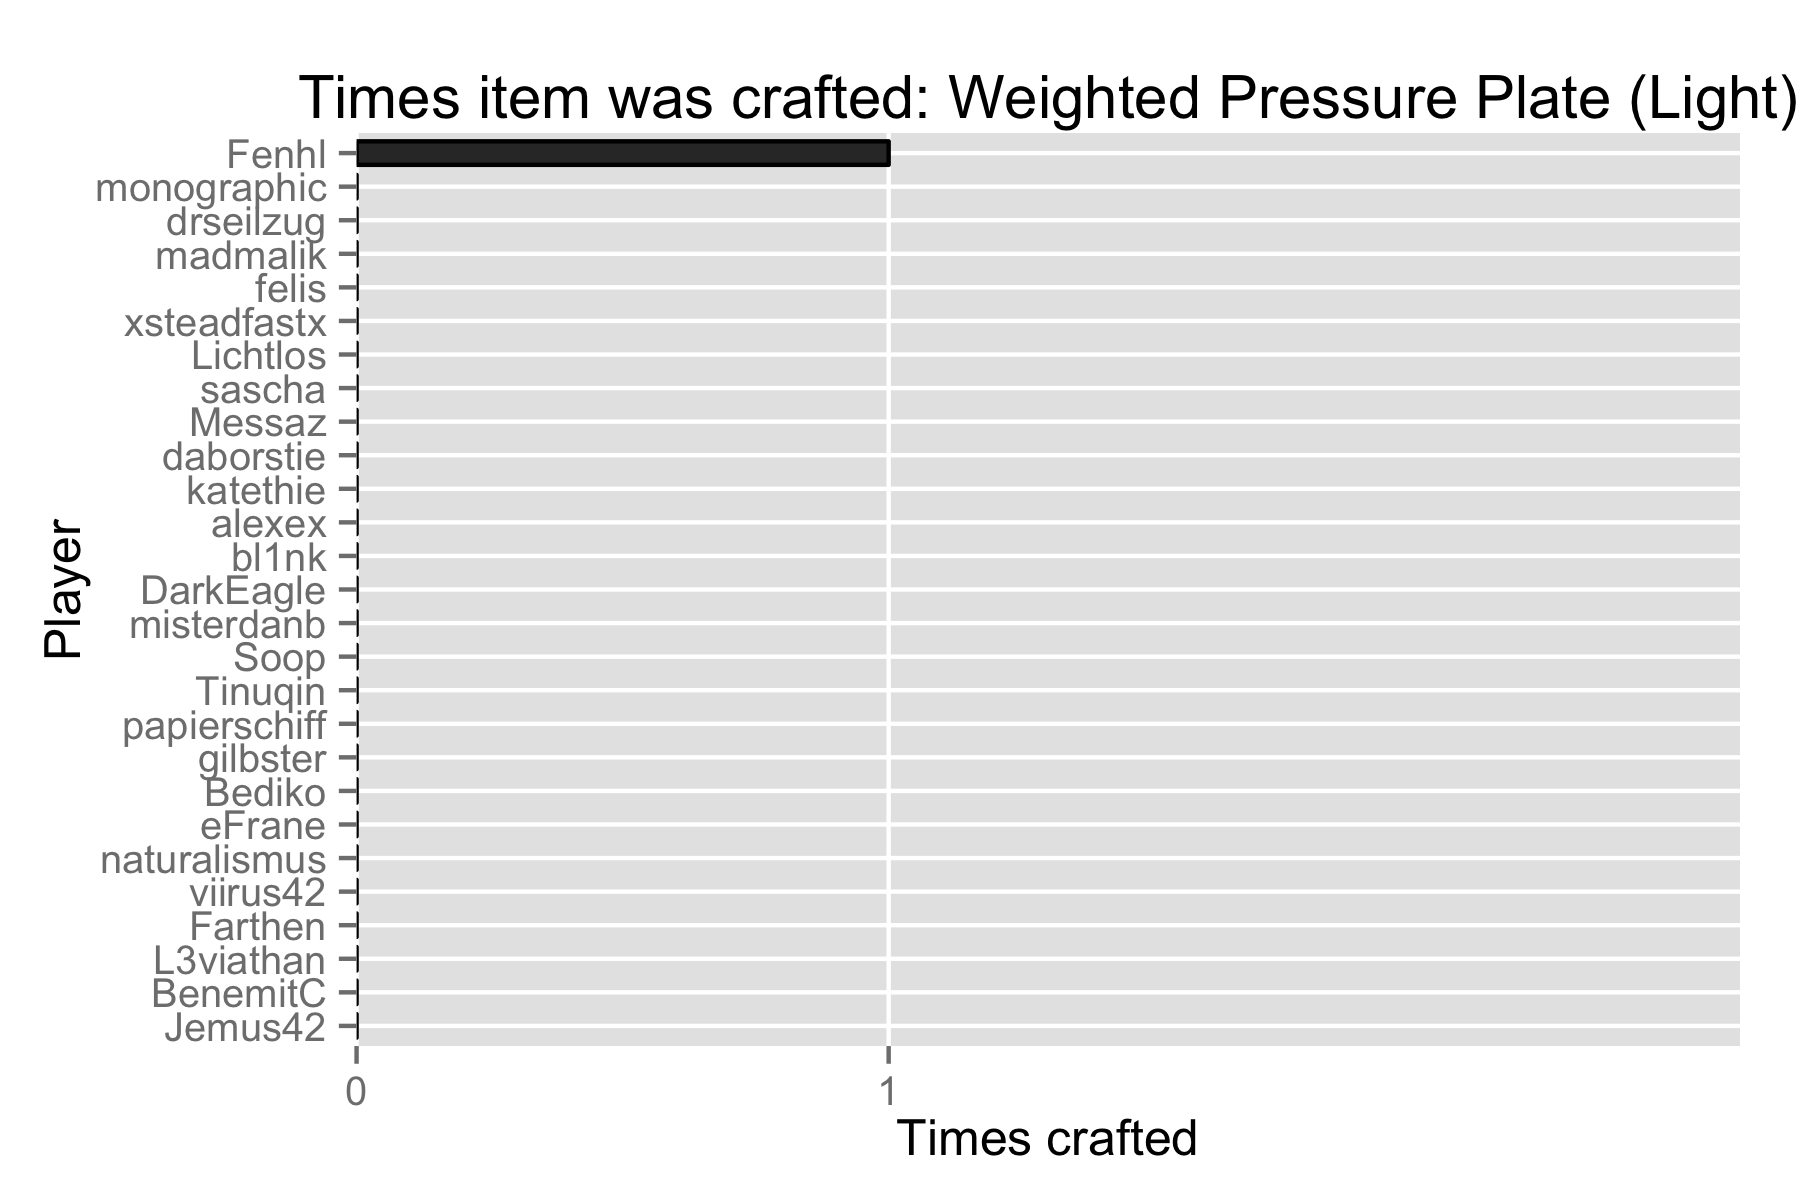 Times item was crafted: Weighted Pressure Plate (Light)
Fenhl
monographic
drseilzug
madmalik
felis
xsteadfastx
Lichtlos
sascha
Messaz
daborstie
katethie
alexex
bl1nk
DarkEagle
misterdanb
Soop
Tinuqin
papierschiff
gilbster
Bediko
eFrane
naturalismus
viirus42
Farthen
L3viathan
BenemitC
Jemus42
Player
0 1
Times crafted